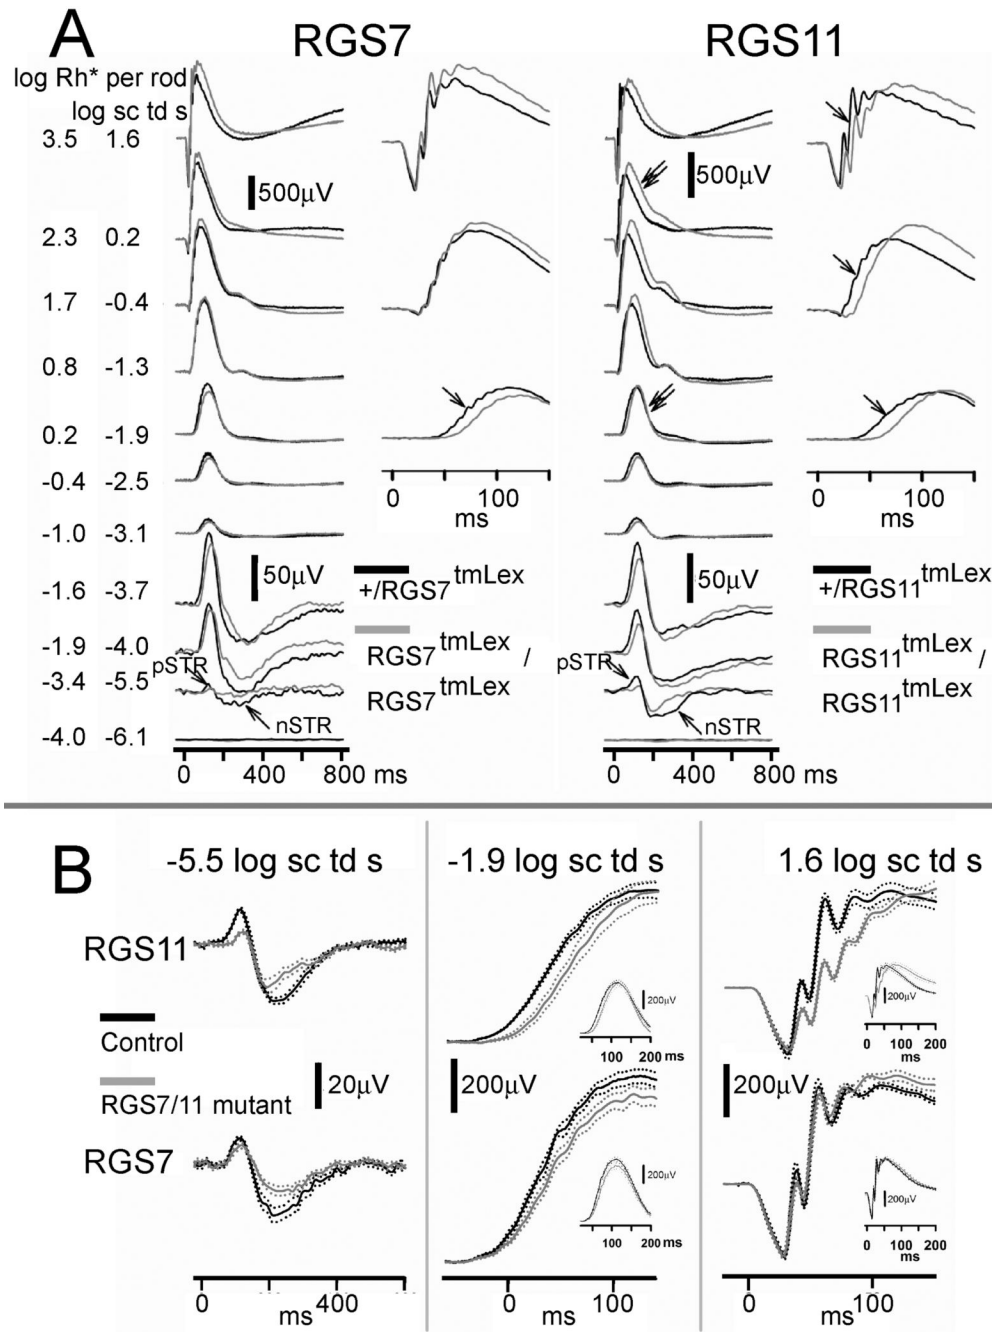 A
RGS7
RGS11
log Rh* per rod
log sc td s
3.5 1.6
500µV
500µV
2.3 0.2
1.7 -0.4
0.8 -1.3
0.2 -1.9
-0.4 -2.5
0 100
ms
0 100
ms
-1.0 -3.1
50µV
50µV
+/RGS7tmLex
+/RGS11tmLex
-1.6 -3.7
-1.9 -4.0
RGS7tmLex /
RGS7tmLex
RGS11tmLex /
RGS11tmLex
pSTR
pSTR
-3.4 -5.5
nSTR
nSTR
-4.0 -6.1
0 400 800 ms
0 400 800 ms
B
-5.5 log sc td s
-1.9 log sc td s
1.6 log sc td s
RGS11
200µV
100 200 ms
200µV
0 100 200
ms
Control
20µV
200µV
200µV
RGS7/11 mutant
RGS7
200µV
100 200 ms
200µV
0 100 200
ms
0 400
ms
0 100
ms
0 100
ms